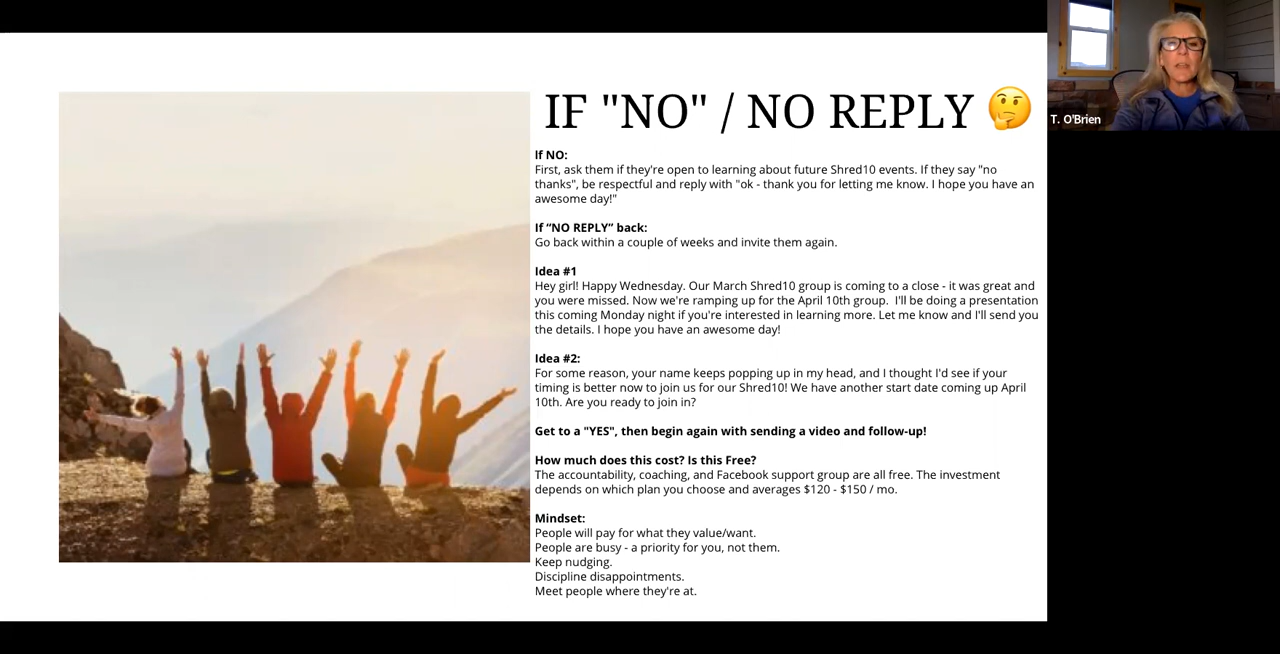 IF "NO" / NO REPLY 🤔
T. O'Brien
If NO:
First, ask them if they're open to learning about future Shred10 events. If they say "no
thanks", be respectful and reply with "ok - thank you for letting me know. I hope you have an
awesome day!"
If “NO REPLY” back:
Go back within a couple of weeks and invite them again.
Idea #1
Hey girl! Happy Wednesday. Our March Shred10 group is coming to a close - it was great and
you were missed. Now we're ramping up for the April 10th group.  I'll be doing a presentation
this coming Monday night if you're interested in learning more. Let me know and I'll send you
the details. I hope you have an awesome day!
Idea #2:
For some reason, your name keeps popping up in my head, and I thought I'd see if your
timing is better now to join us for our Shred10! We have another start date coming up April
10th. Are you ready to join in?
Get to a "YES", then begin again with sending a video and follow-up!
How much does this cost? Is this Free?
The accountability, coaching, and Facebook support group are all free. The investment
depends on which plan you choose and averages $120 - $150 / mo.
Mindset:
People will pay for what they value/want.
People are busy - a priority for you, not them.
Keep nudging.
Discipline disappointments.
Meet people where they're at.